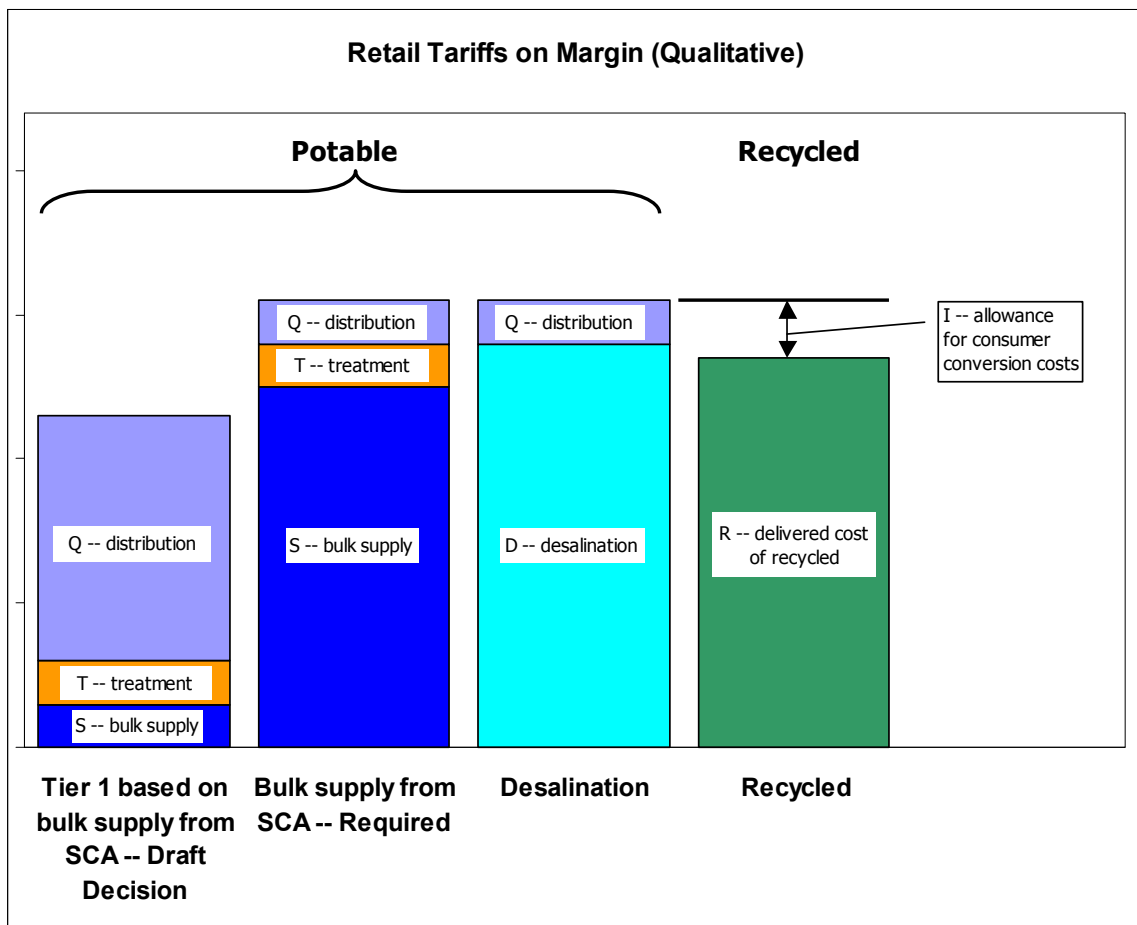 Retail Tariffs on Margin (Qualitative)
Potable
Recycled
Q -- distribution
T -- treatment
S -- bulk supply
Q -- distribution
T -- treatment
S -- bulk supply
Q -- distribution
D -- desalination
R -- delivered cost
of recycled
I -- allowance
for consumer
conversion costs
Tier 1 based on
bulk supply from
SCA -- Draft
Decision
Bulk supply from
SCA -- Required
Desalination
Recycled